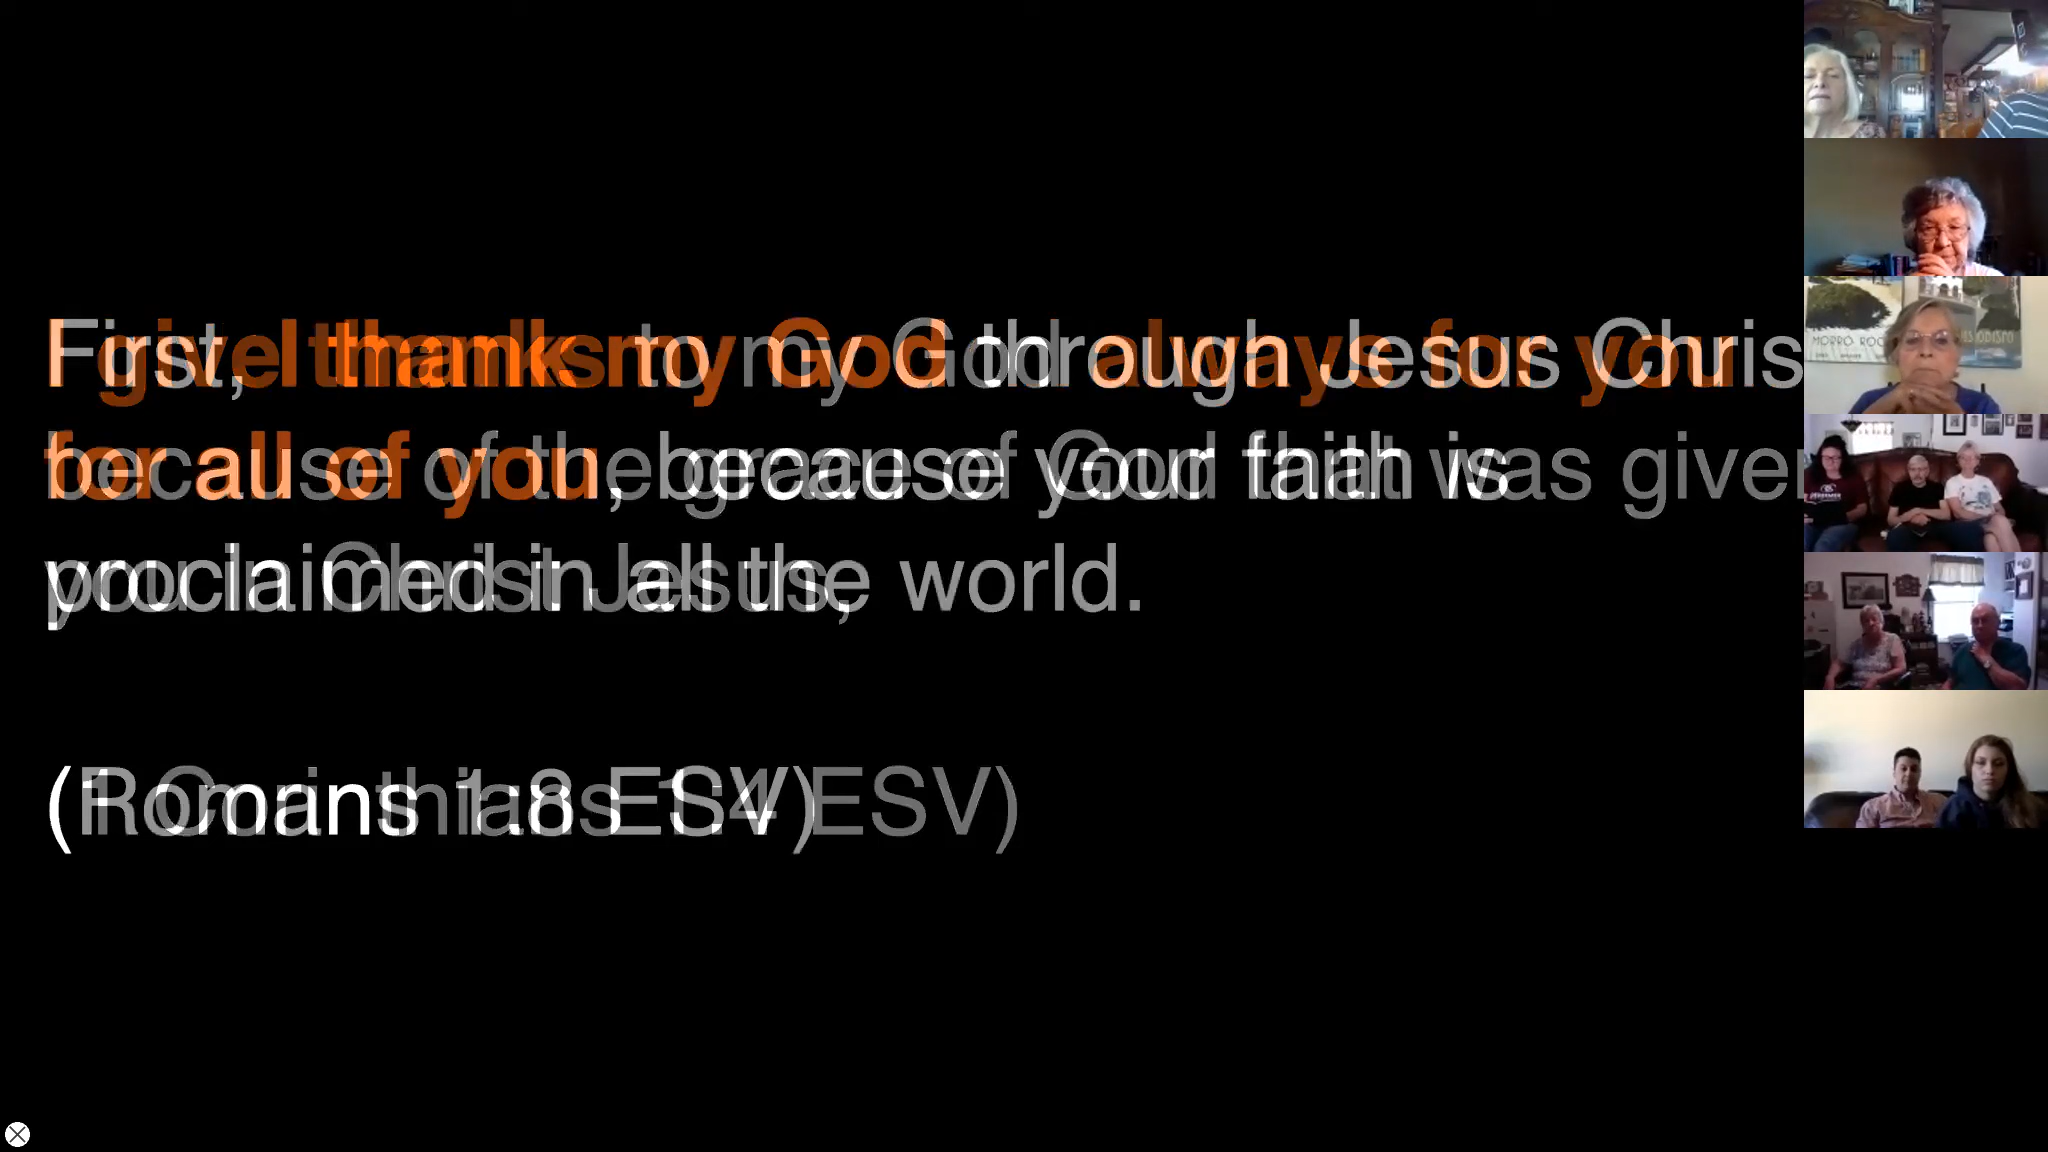 First, I thank my God through Jesus Chris
for all of you, because your faith is
proclaimed in all the world.
(Romans 1:8 ESV)
I give thanks to my God always for you
because of the grace of God that was given
you in Christ Jesus,
(1 Corinthians 1:4 ESV)
MORRO ROC